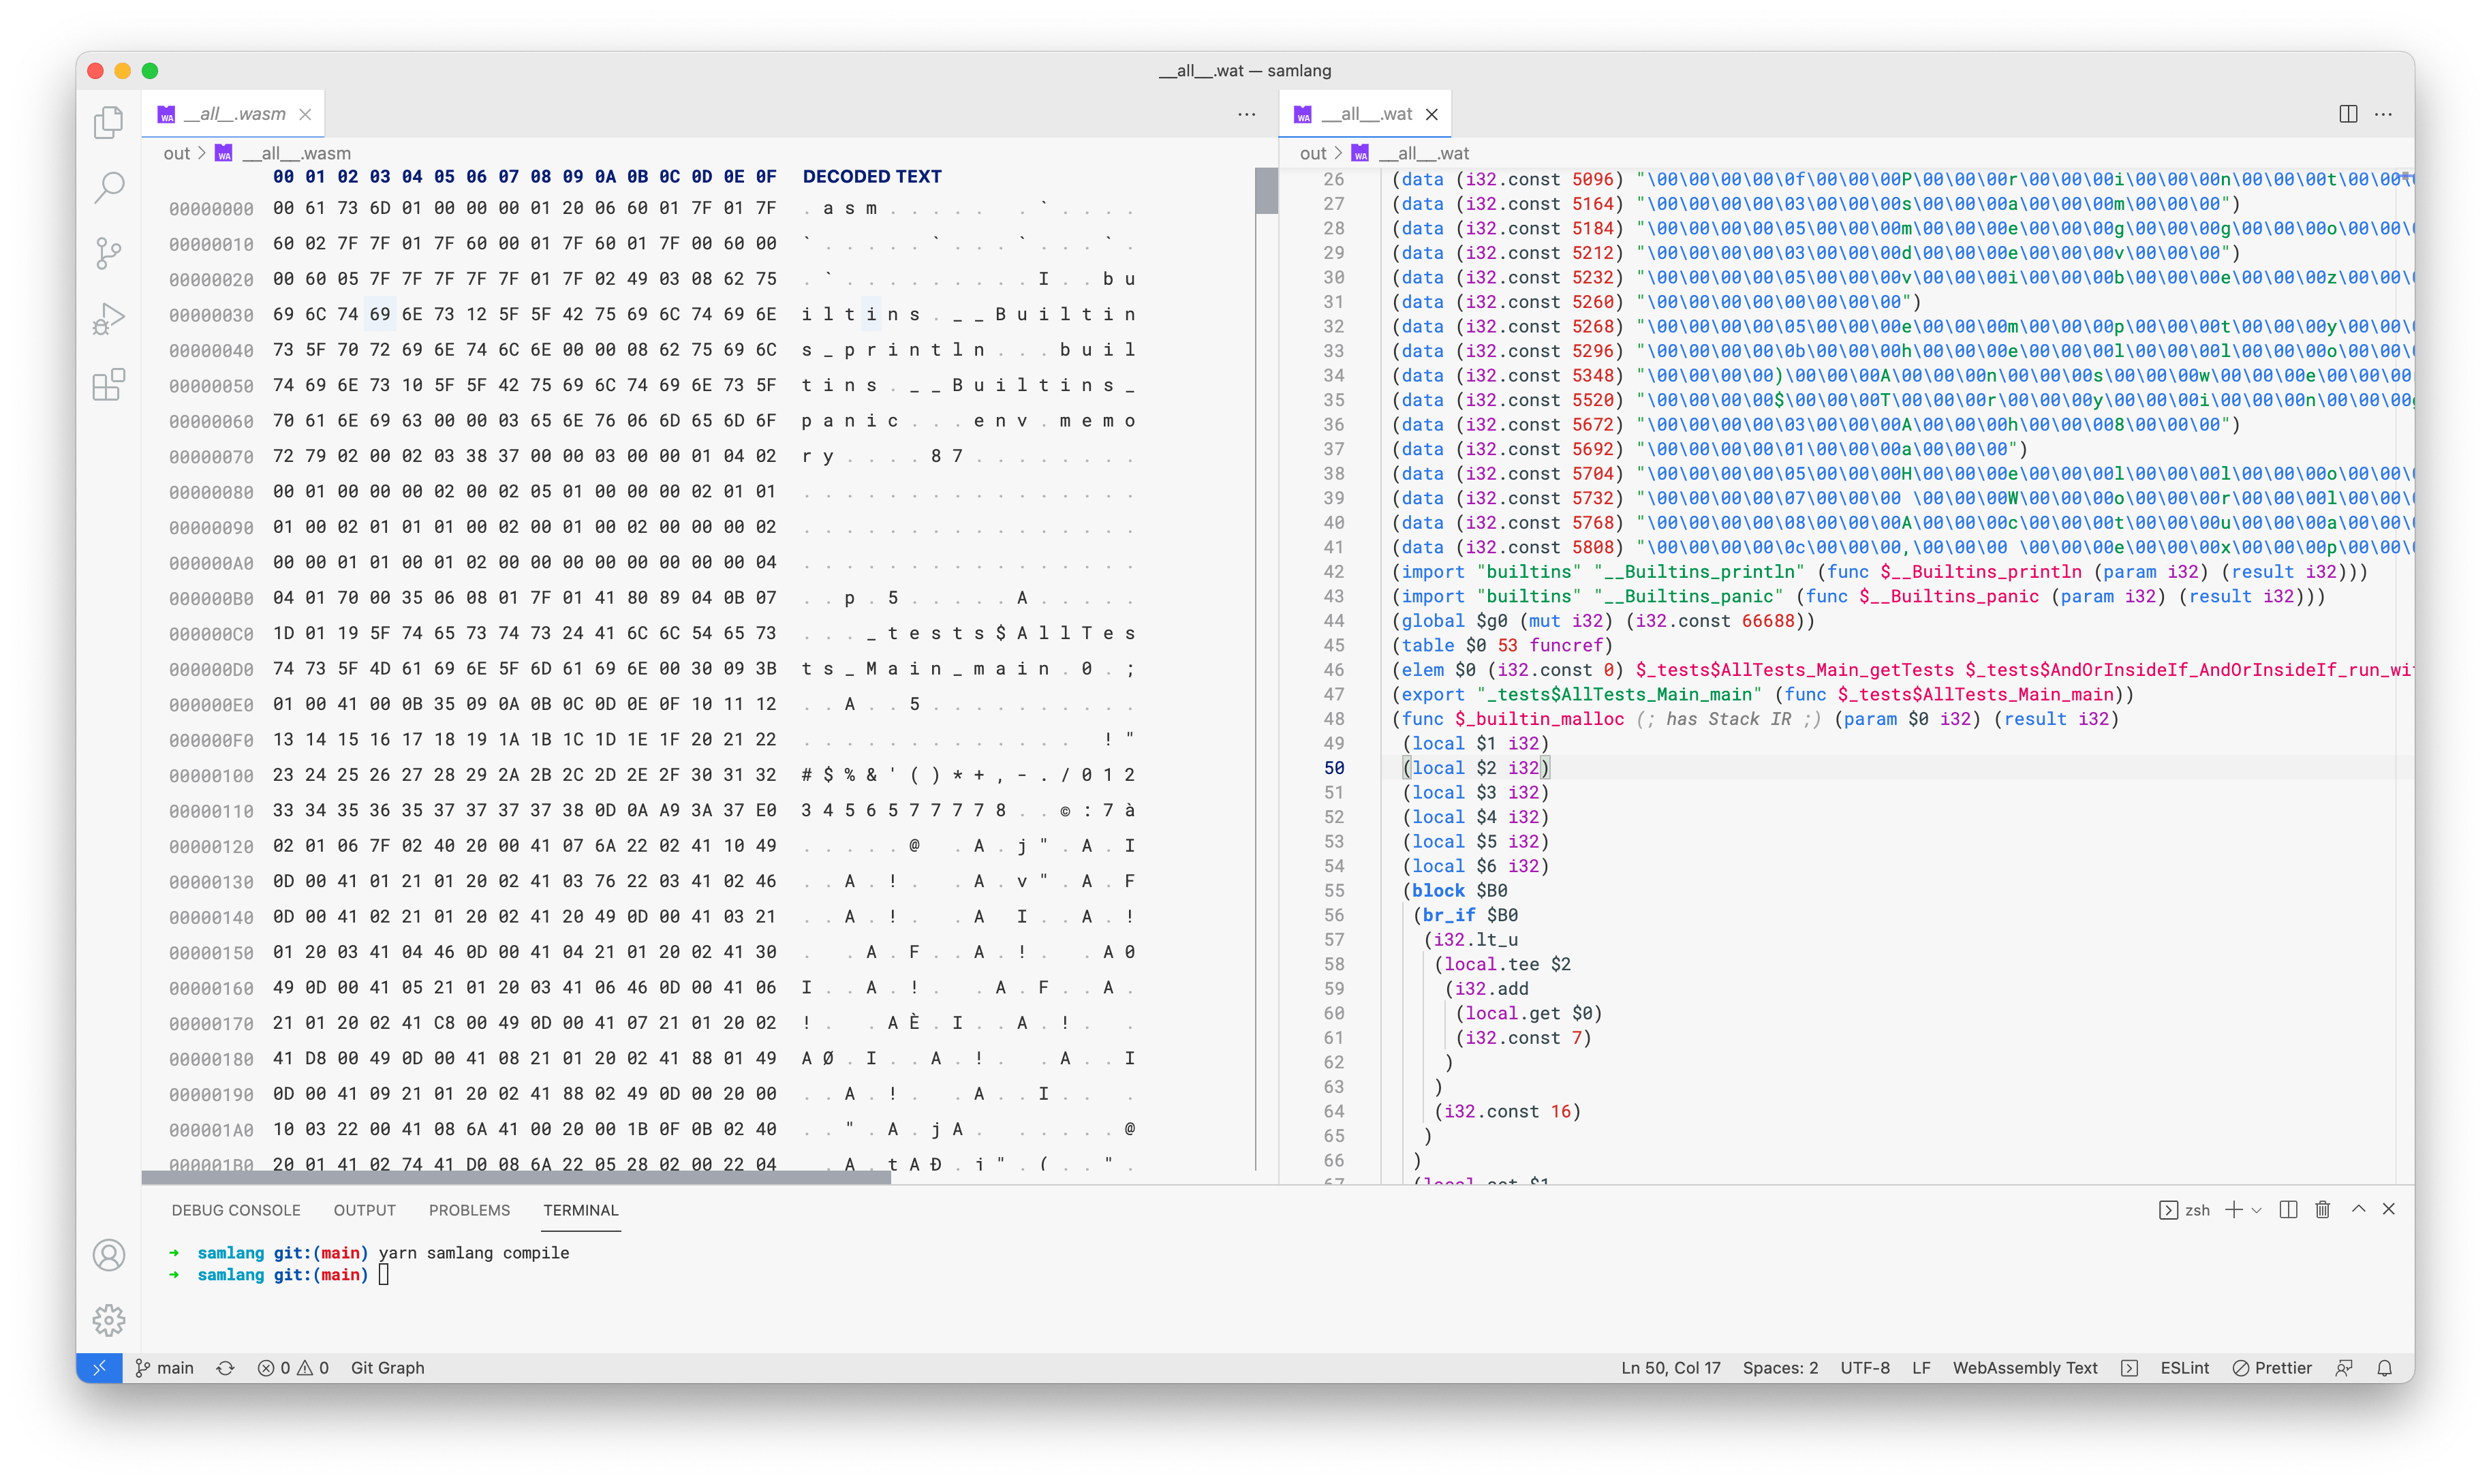 __all__.wat — samlang
__all__.wasm
out > __all__.wasm
00 01 02 03 04 05 06 07 08 09 0A 0B 0C 0D 0E 0F DECODED TEXT
00000000 00 61 73 6D 01 00 00 00 01 20 06 60 01 7F 01 7F . a s m . . . . .   . ` . . . .
00000010 60 02 7F 7F 01 7F 60 00 01 7F 60 01 7F 00 60 00 ` . . . . . ` . . . ` . . . ` .
00000020 00 60 05 7F 7F 7F 7F 7F 01 7F 02 49 03 08 62 75 . ` . . . . . . . . . I . . b u
00000030 69 6C 74 69 6E 73 12 5F 5F 42 75 69 6C 74 69 6E i l t i n s . _ _ B u i l t i n
00000040 73 5F 70 72 69 6E 74 6C 6E 00 00 08 62 75 69 6C s _ p r i n t l n . . . b u i l
00000050 74 69 6E 73 10 5F 5F 42 75 69 6C 74 69 6E 73 5F t i n s . _ _ B u i l t i n s _
00000060 70 61 6E 69 63 00 00 03 65 6E 76 06 6D 65 6D 6F p a n i c . . . e n v . m e m o
00000070 72 79 02 00 02 03 38 37 00 00 03 00 00 01 04 02 r y . . . . 8 7 . . . . . . . .
00000080 00 01 00 00 00 02 00 02 05 01 00 00 00 02 01 01 . . . . . . . . . . . . . . . .
00000090 01 00 02 01 01 01 00 02 00 01 00 02 00 00 00 02 . . . . . . . . . . . . . . . .
000000A0 00 00 01 01 00 01 02 00 00 00 00 00 00 00 00 04 . . . . . . . . . . . . . . . .
000000B0 04 01 70 00 35 06 08 01 7F 01 41 80 89 04 0B 07 . . p . 5 . . . . . A . . . . .
000000C0 1D 01 19 5F 74 65 73 74 73 24 41 6C 6C 54 65 73 . . . _ t e s t s $ A l l T e s
000000D0 74 73 5F 4D 61 69 6E 5F 6D 61 69 6E 00 30 09 3B t s _ M a i n _ m a i n . 0 . ;
000000E0 01 00 41 00 0B 35 09 0A 0B 0C 0D 0E 0F 10 11 12 . . A . . 5 . . . . . . . . . .
000000F0 13 14 15 16 17 18 19 1A 1B 1C 1D 1E 1F 20 21 22 . . . . . . . . . . . . .   ! "
00000100 23 24 25 26 27 28 29 2A 2B 2C 2D 2E 2F 30 31 32 # $ % & ' ( ) * + , - . / 0 1 2
00000110 33 34 35 36 35 37 37 37 37 38 0D 0A A9 3A 37 E0 3 4 5 6 5 7 7 7 7 8 . . © : 7 à
00000120 02 01 06 7F 02 40 20 00 41 07 6A 22 02 41 10 49 . . . . . @   . A . j " . A . I
00000130 0D 00 41 01 21 01 20 02 41 03 76 22 03 41 02 46 . . A . ! .   . A . v " . A . F
00000140 0D 00 41 02 21 01 20 02 41 20 49 0D 00 41 03 21 . . A . ! .   . A   I . . A . !
00000150 01 20 03 41 04 46 0D 00 41 04 21 01 20 02 41 30 .   . A . F . . A . ! .   . A 0
00000160 49 0D 00 41 05 21 01 20 03 41 06 46 0D 00 41 06 I . . A . ! .   . A . F . . A .
00000170 21 01 20 02 41 C8 00 49 0D 00 41 07 21 01 20 02 ! .   . A È . I . . A . ! .   .
00000180 41 D8 00 49 0D 00 41 08 21 01 20 02 41 88 01 49 A Ø . I . . A . ! .   . A . . I
00000190 0D 00 41 09 21 01 20 02 41 88 02 49 0D 00 20 00 . . A . ! .   . A . . I . .   .
000001A0 10 03 22 00 41 08 6A 41 00 20 00 1B 0F 0B 02 40 . . " . A . j A .   . . . . . @
000001B0 20 01 41 02 74 41 D0 08 6A 22 05 28 02 00 22 04   . A . t A Ð . j " . ( . . " .
__all__.wat
out > __all__.wat
26 (data (i32.const 5096) "\00\00\00\00\0f\00\00\00P\00\00\00r\00\00\00i\00\00\00n\00\00\00t\00\00\
27 (data (i32.const 5164) "\00\00\00\00\03\00\00\00s\00\00\00a\00\00\00m\00\00\00")
28 (data (i32.const 5184) "\00\00\00\00\05\00\00\00m\00\00\00e\00\00\00g\00\00\00g\00\00\00o\00\00\
29 (data (i32.const 5212) "\00\00\00\00\03\00\00\00d\00\00\00e\00\00\00v\00\00\00")
30 (data (i32.const 5232) "\00\00\00\00\05\00\00\00v\00\00\00i\00\00\00b\00\00\00e\00\00\00z\00\00\
31 (data (i32.const 5260) "\00\00\00\00\00\00\00\00")
32 (data (i32.const 5268) "\00\00\00\00\05\00\00\00e\00\00\00m\00\00\00p\00\00\00t\00\00\00y\00\00\
33 (data (i32.const 5296) "\00\00\00\00\0b\00\00\00h\00\00\00e\00\00\00l\00\00\00l\00\00\00o\00\00\
34 (data (i32.const 5348) "\00\00\00\00)\00\00\00A\00\00\00n\00\00\00s\00\00\00w\00\00\00e\00\00\00
35 (data (i32.const 5520) "\00\00\00\00$\00\00\00T\00\00\00r\00\00\00y\00\00\00i\00\00\00n\00\00\00g
36 (data (i32.const 5672) "\00\00\00\00\03\00\00\00A\00\00\00h\00\00\008\00\00\00")
37 (data (i32.const 5692) "\00\00\00\00\01\00\00\00a\00\00\00")
38 (data (i32.const 5704) "\00\00\00\00\05\00\00\00H\00\00\00e\00\00\00l\00\00\00l\00\00\00o\00\00\
39 (data (i32.const 5732) "\00\00\00\00\07\00\00\00 \00\00\00W\00\00\00o\00\00\00r\00\00\00l\00\00\
40 (data (i32.const 5768) "\00\00\00\00\08\00\00\00A\00\00\00c\00\00\00t\00\00\00u\00\00\00a\00\00\
41 (data (i32.const 5808) "\00\00\00\00\0c\00\00\00,\00\00\00 \00\00\00e\00\00\00x\00\00\00p\00\00\
42 (import "builtins" "__Builtins_println" (func $__Builtins_println (param i32) (result i32)))
43 (import "builtins" "__Builtins_panic" (func $__Builtins_panic (param i32) (result i32)))
44 (global $g0 (mut i32) (i32.const 66688))
45 (table $0 53 funcref)
46 (elem $0 (i32.const 0) $_tests$AllTests_Main_getTests $_tests$AndOrInsideIf_AndOrInsideIf_run_wi
47 (export "_tests$AllTests_Main_main" (func $_tests$AllTests_Main_main))
48 (func $_builtin_malloc (; has Stack IR ;) (param $0 i32) (result i32)
49 (local $1 i32)
50 (local $2 i32)
51 (local $3 i32)
52 (local $4 i32)
53 (local $5 i32)
54 (local $6 i32)
55 (block $B0
56 (br_if $B0
57 (i32.lt_u
58 (local.tee $2
59 (i32.add
60 (local.get $0)
61 (i32.const 7)
62 )
63 )
64 (i32.const 16)
65 )
66 )
67 (local.set $1
DEBUG CONSOLE OUTPUT PROBLEMS TERMINAL
zsh
➜ samlang git:(main) yarn samlang compile
➜ samlang git:(main)
main 0 0 Git Graph
Ln 50, Col 17 Spaces: 2 UTF-8 LF WebAssembly Text ESLint Prettier